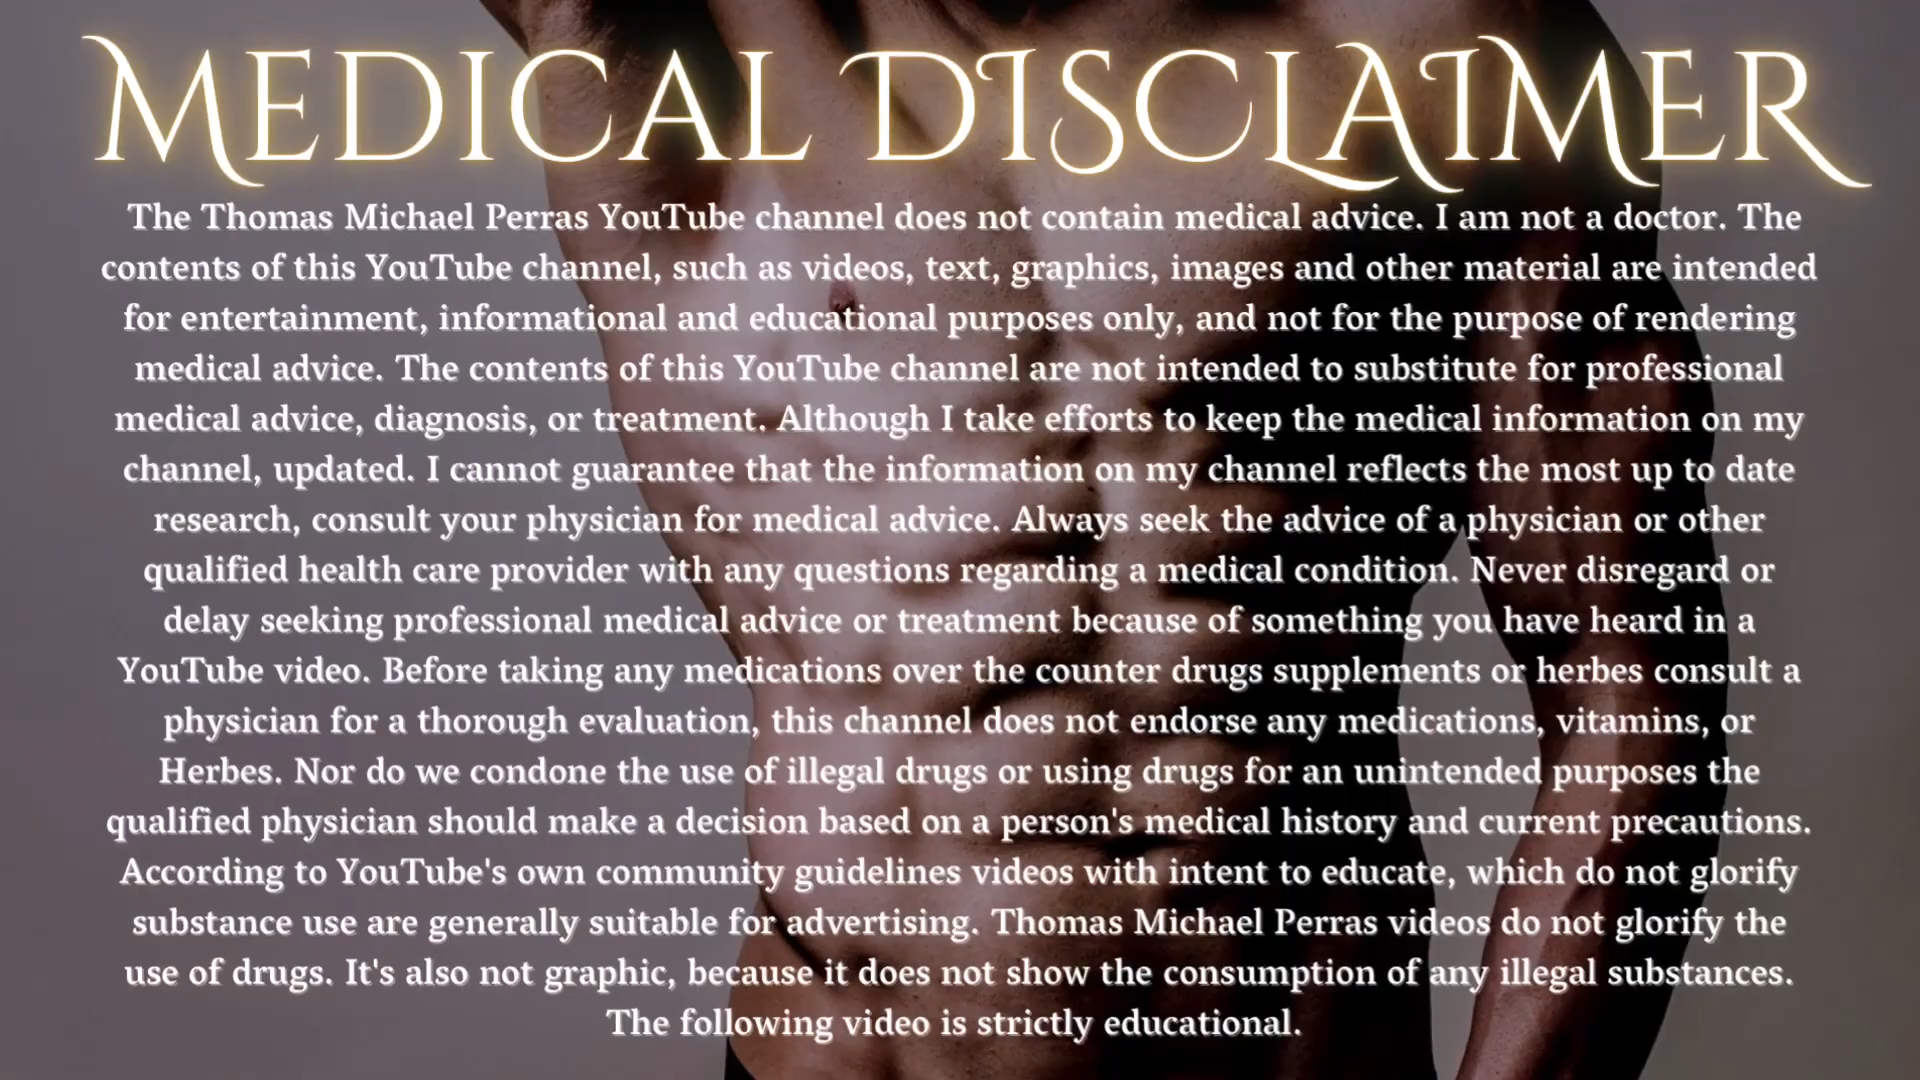 MEDICAL DISCLAIMER
The Thomas Michael Perras YouTube channel does not contain medical advice. I am not a doctor. The
contents of this YouTube channel, such as videos, text, graphics, images and other material are intended
for entertainment, informational and educational purposes only, and not for the purpose of rendering
medical advice. The contents of this YouTube channel are not intended to substitute for professional
medical advice, diagnosis, or treatment. Although I take efforts to keep the medical information on my
channel, updated. I cannot guarantee that the information on my channel reflects the most up to date
research, consult your physician for medical advice. Always seek the advice of a physician or other
qualified health care provider with any questions regarding a medical condition. Never disregard or
delay seeking professional medical advice or treatment because of something you have heard in a
YouTube video. Before taking any medications over the counter drugs supplements or herbes consult a
physician for a thorough evaluation, this channel does not endorse any medications, vitamins, or
Herbes. Nor do we condone the use of illegal drugs or using drugs for an unintended purposes the
qualified physician should make a decision based on a person's medical history and current precautions.
According to YouTube's own community guidelines videos with intent to educate, which do not glorify
substance use are generally suitable for advertising. Thomas Michael Perras videos do not glorify the
use of drugs. It's also not graphic, because it does not show the consumption of any illegal substances.
The following video is strictly educational.